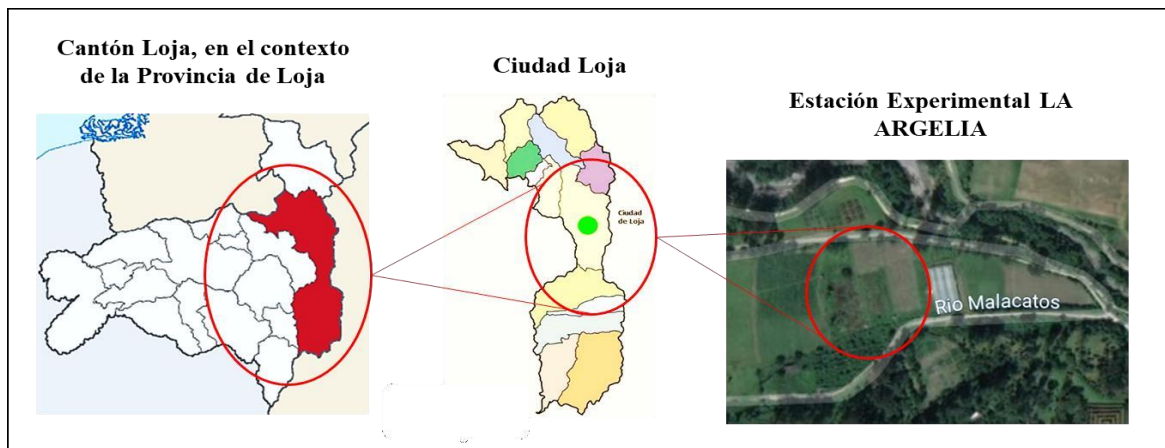 Cantón Loja, en el contexto
de la Provincia de Loja
Ciudad Loja
Ciudad
de Loja
Estación Experimental LA
ARGELIA
Rio Malacatos